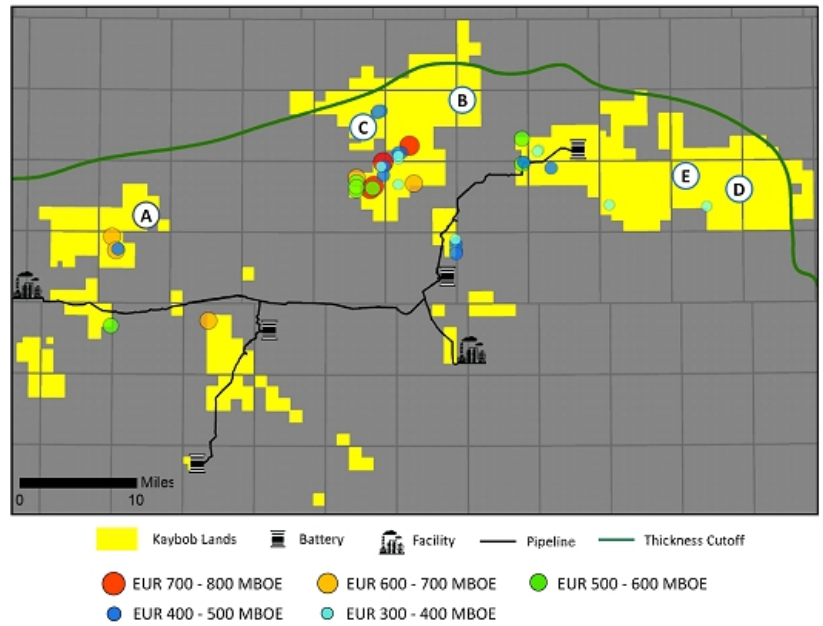 B
C
E
D
A
Miles
0 10
Kaybob Lands Battery Facility Pipeline Thickness Cutoff
EUR 700 - 800 MBOE EUR 600 - 700 MBOE EUR 500 - 600 MBOE
EUR 400 - 500 MBOE EUR 300 - 400 MBOE